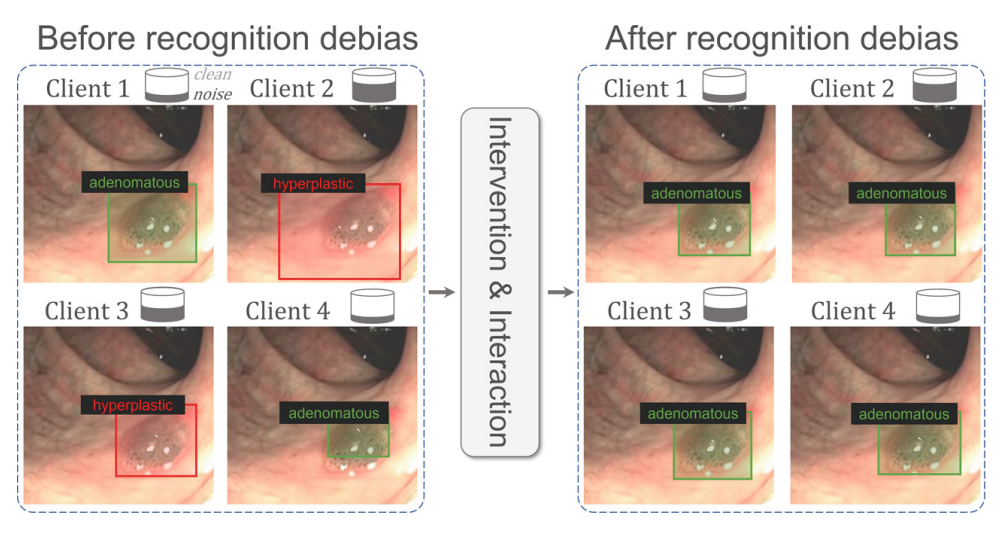 Before recognition debias
After recognition debias
Client 1
clean
noise
Client 2
adenomatous
hyperplastic
Client 3
Client 4
hyperplastic
adenomatous
Intervention & Interaction
Client 1
Client 2
adenomatous
adenomatous
Client 3
Client 4
adenomatous
adenomatous